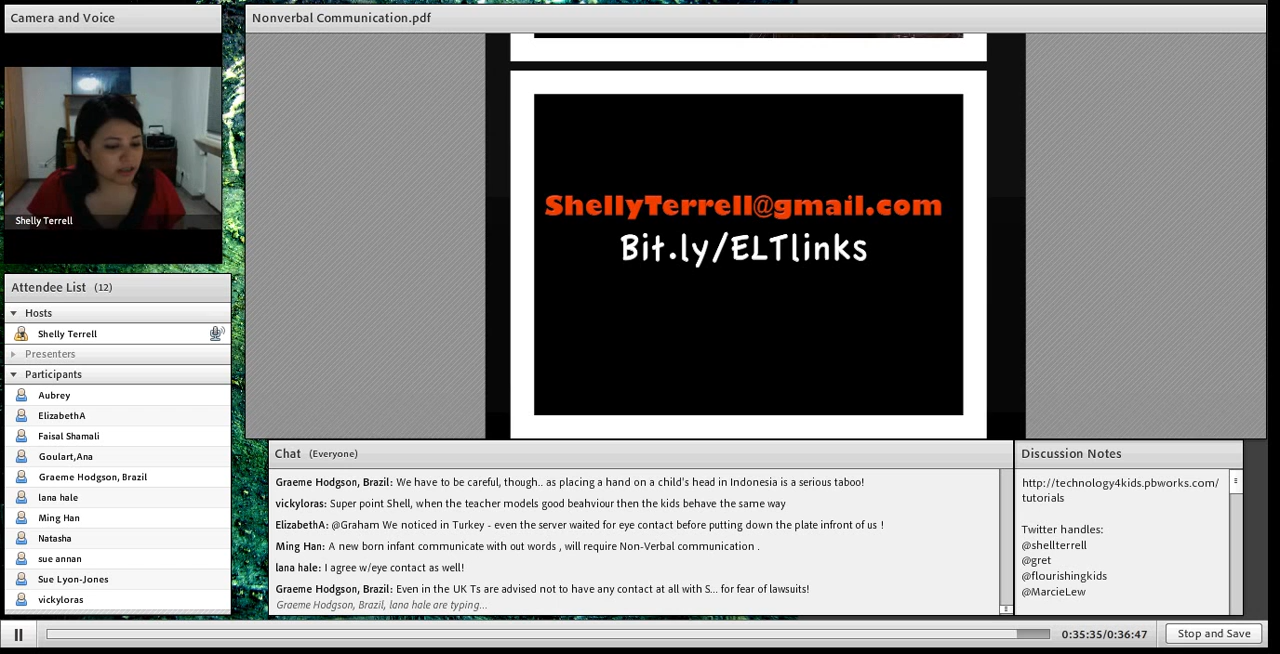 Camera and Voice
Shelly Terrell
Attendee List (12)
Hosts
Shelly Terrell
Presenters
Participants
Aubrey
ElizabethA
Faisal Shamali
Goulart,Ana
Graeme Hodgson, Brazil
lana hale
Ming Han
Natasha
sue annan
Sue Lyon-Jones
vickyloras
Nonverbal Communication.pdf
ShellyTerrell@gmail.com
Bit.ly/ELTlinks
Chat (Everyone)
Graeme Hodgson, Brazil: We have to be careful, though.. as placing a hand on a child's head in Indonesia is a serious taboo!
vickyloras: Super point Shell, when the teacher models good beahviour then the kids behave the same way
ElizabethA: @Graham We noticed in Turkey - even the server waited for eye contact before putting down the plate infront of us !
Ming Han: A new born infant communicate with out words , will require Non-Verbal communication .
lana hale: I agree w/eye contact as well!
Graeme Hodgson, Brazil: Even in the UK Ts are advised not to have any contact at all with S... for fear of lawsuits!
Graeme Hodgson, Brazil, lana hale are typing...
Discussion Notes
http://technology4kids.pbworks.com/
tutorials
Twitter handles:
@shellterrell
@gret
@flourishingkids
@MarcieLew
0:35:35/0:36:47
Stop and Save